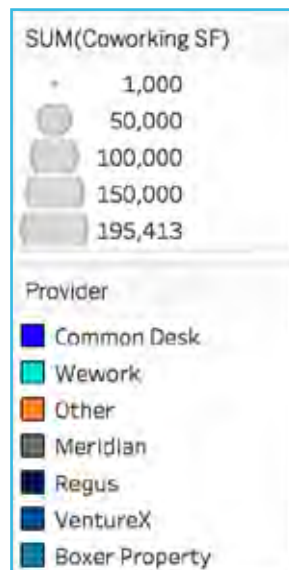 SUM(Coworking SF)
1,000
50,000
100,000
150,000
195,413
Provider
Common Desk
Wework
Other
Meridian
Regus
VentureX
Boxer Property